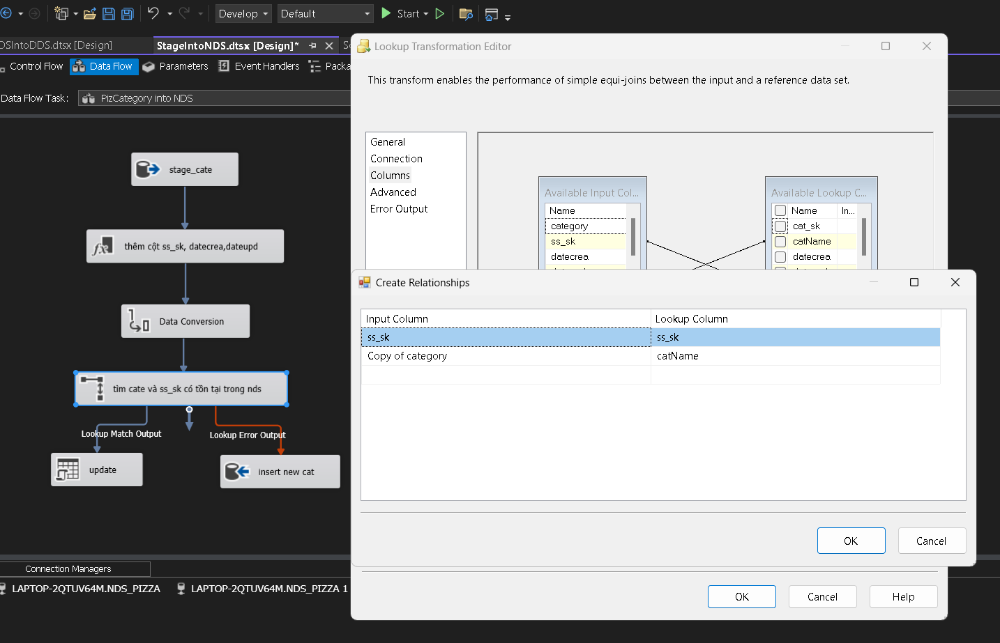 Develop
Default
Start
DSIntoDDS.dtsx [Design]
StageIntoNDS.dtsx [Design]*
Control Flow
Data Flow
Parameters
Event Handlers
Packa
Data Flow Task:
PizCategory into NDS
stage_cate
thêm cột ss_sk, datecrea,dateupd
Data Conversion
tìm cate và ss_sk có tồn tại trong nds
Lookup Match Output
Lookup Error Output
update
insert new cat
Connection Managers
LAPTOP-2QTUV64M.NDS_PIZZA
LAPTOP-2QTUV64M.NDS_PIZZA 1
Lookup Transformation Editor
This transform enables the performance of simple equi-joins between the input and a reference data set.
General
Connection
Columns
Advanced
Error Output
Available Input Col...
Name
category
ss_sk
datecrea
Available Lookup C...
Name In...
cat_sk
catName
datecrea
Create Relationships
Input Column Lookup Column
ss_sk ss_sk
Copy of category catName
OK Cancel
OK Cancel Help